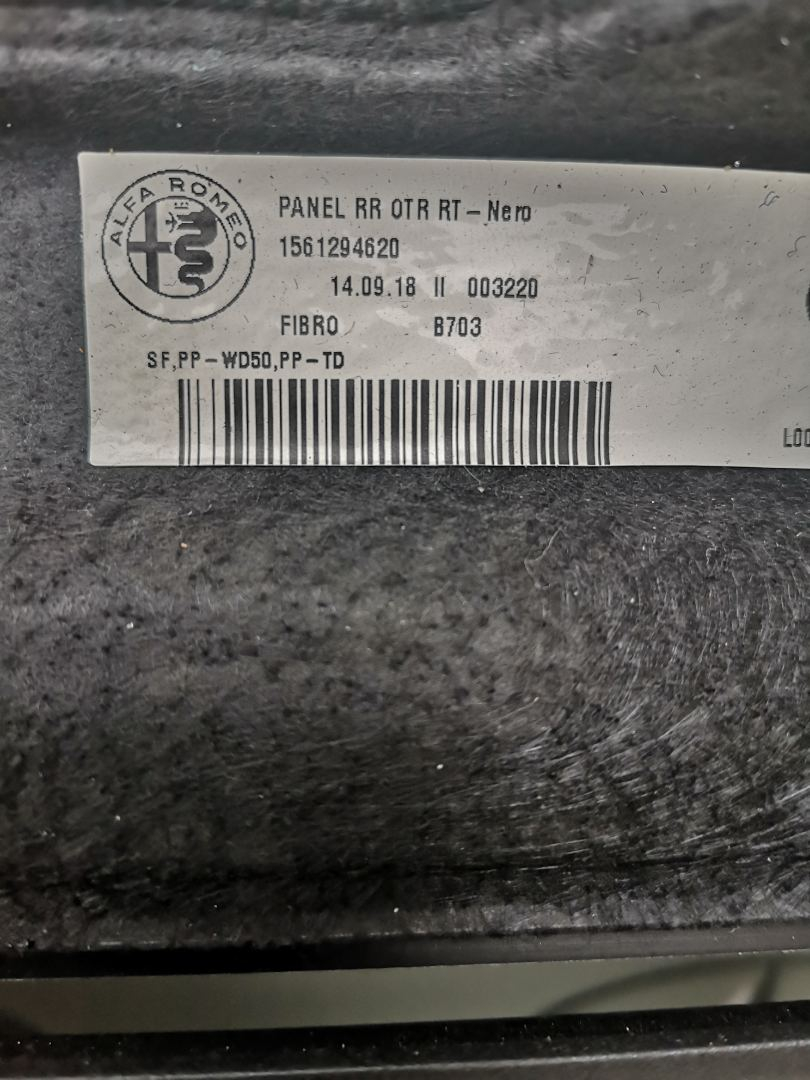 ALFA ROMEO
PANEL RR OTR RT-Nero
1561294620
14.09.18 II 003220
FIBRO B703
SF,PP-WD50,PP-TD